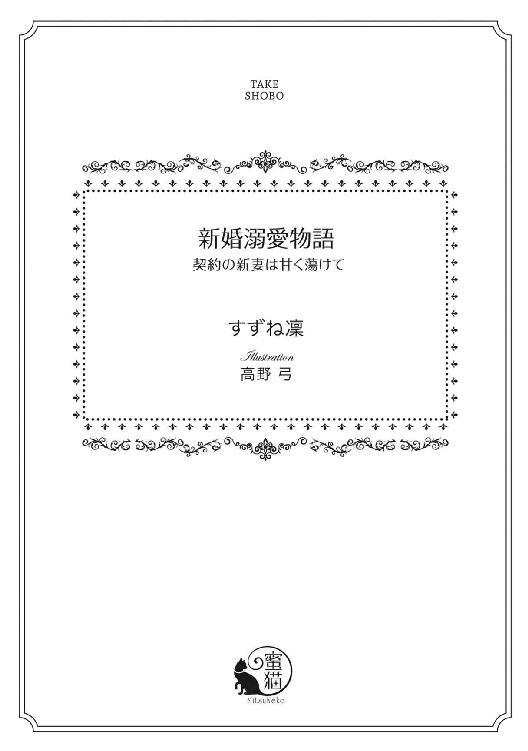 TAKE
SHOBO
新婚溺愛物語
契約の新妻は甘く蕩けて
すずね凜
Illustration
高野 弓
蜜猫
Mitsuneko